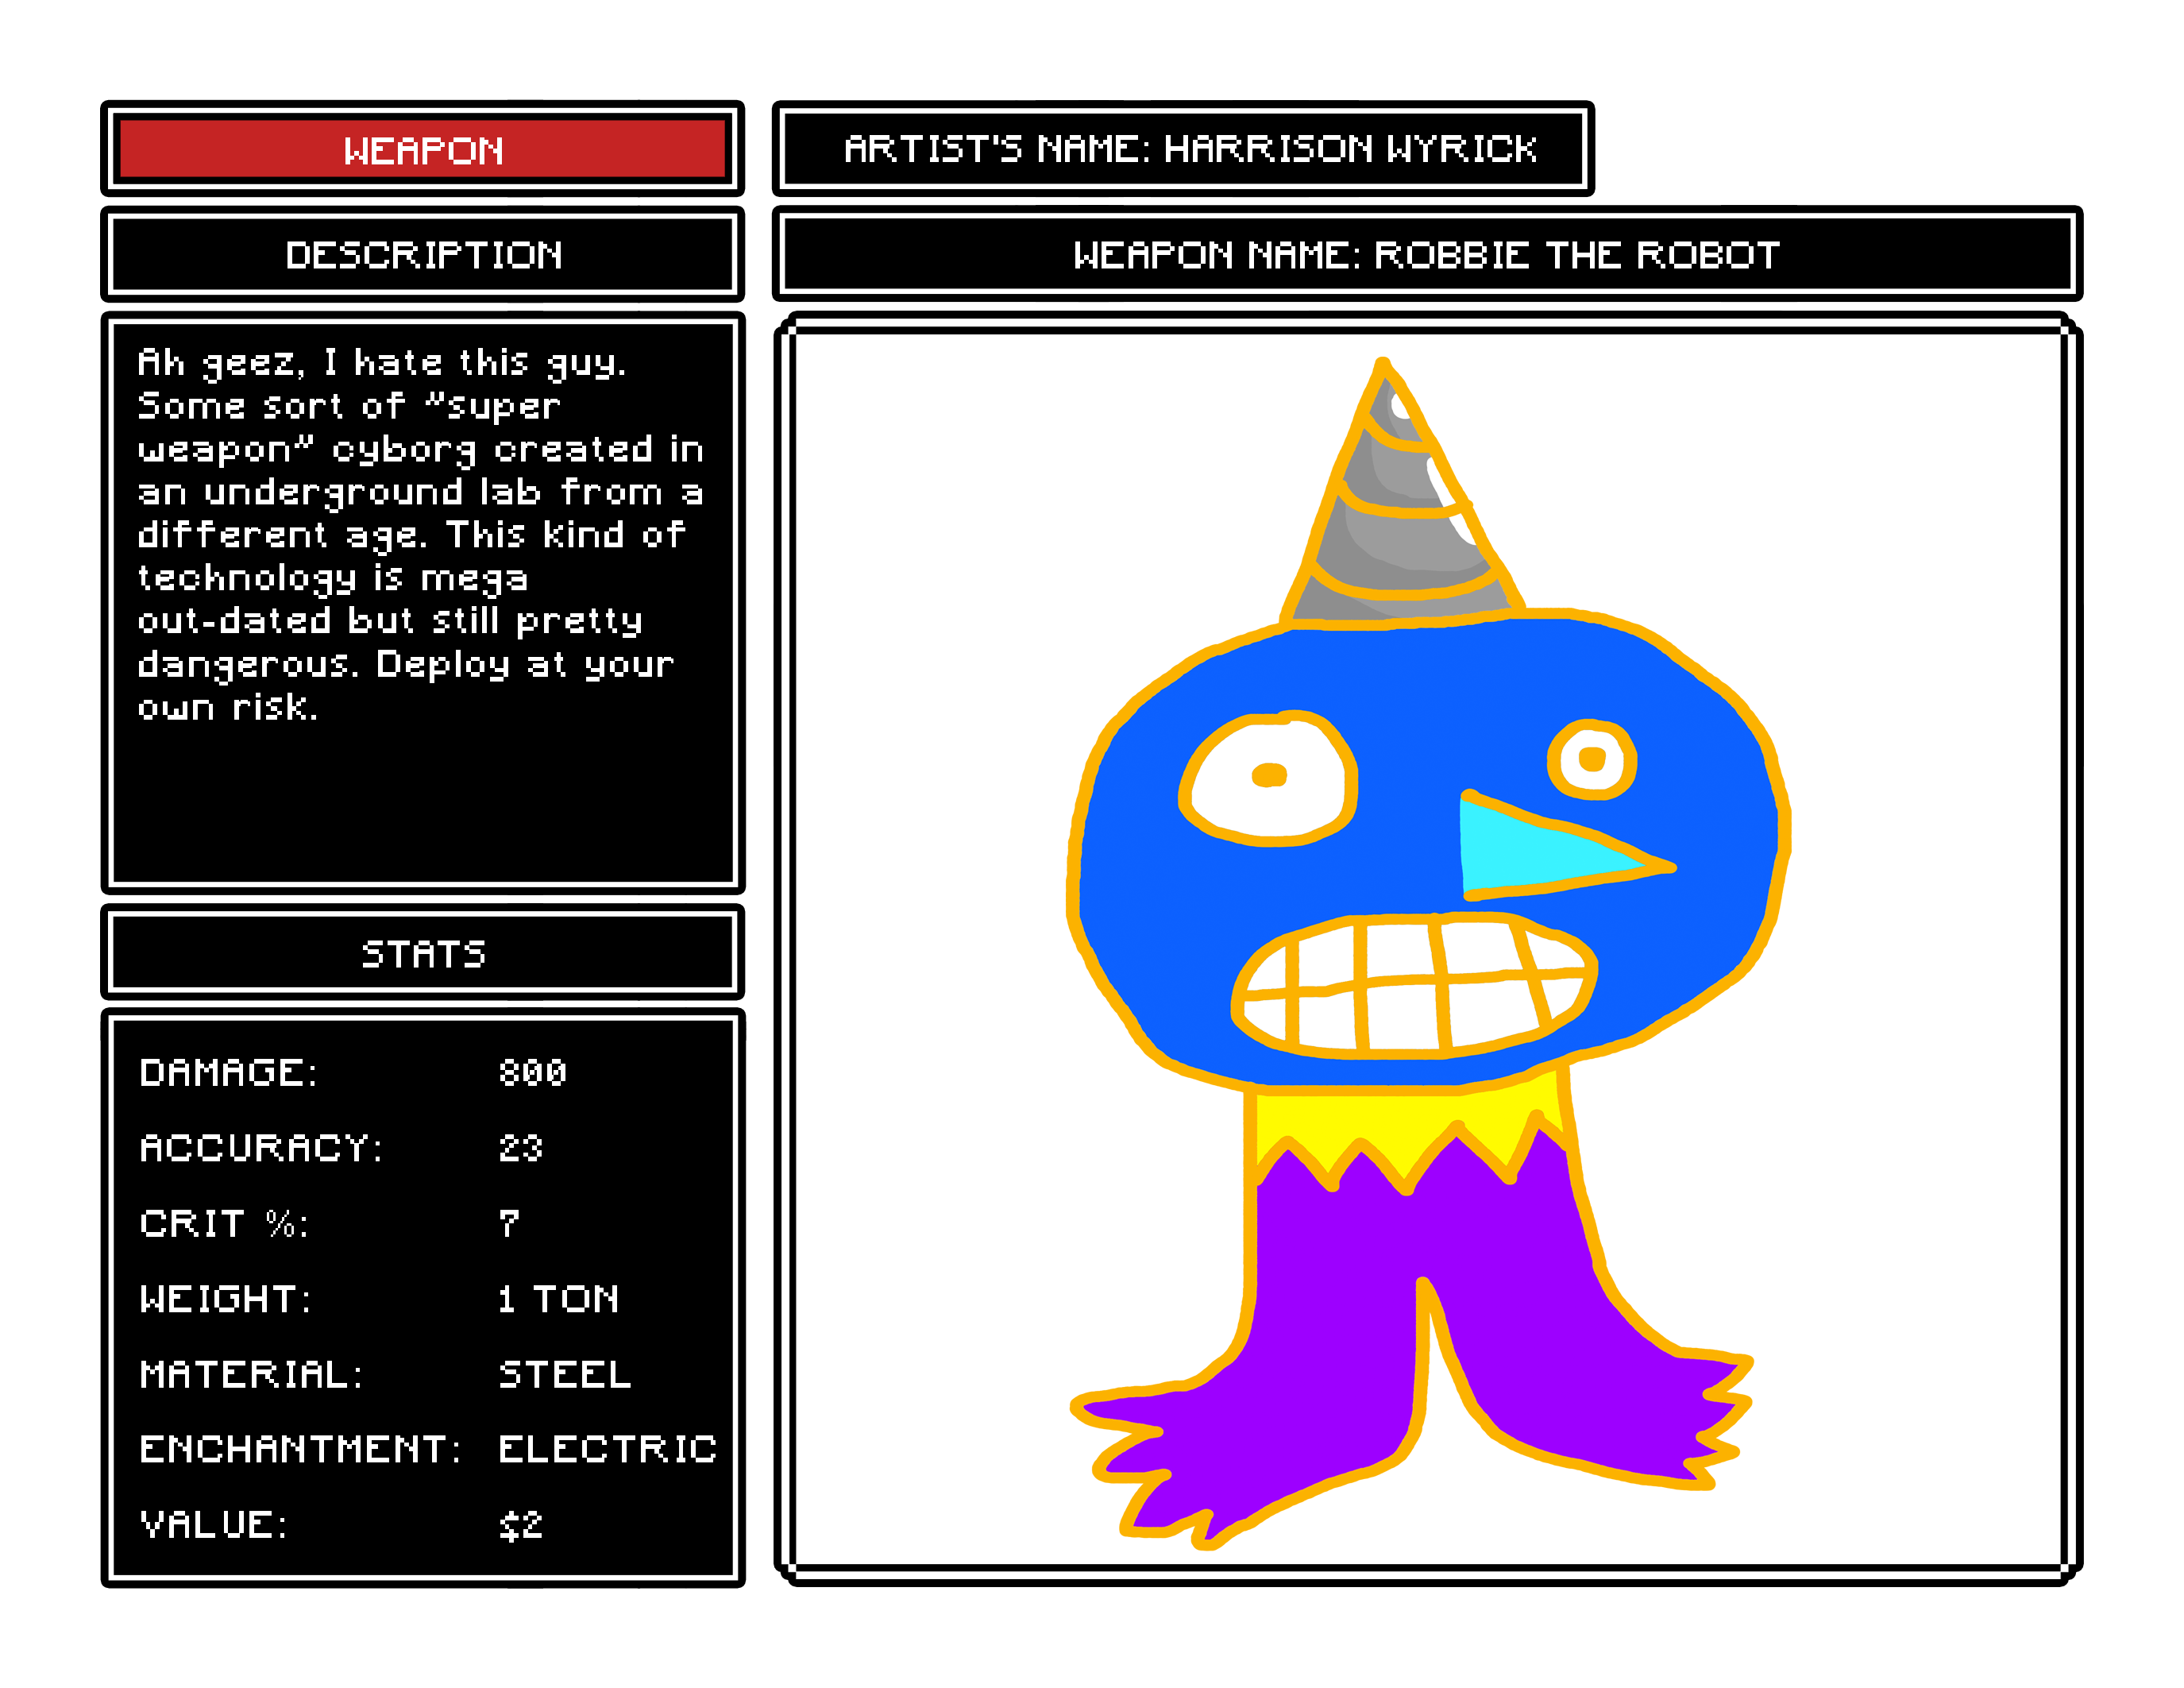 WEAPON
ARTIST'S NAME: HARRISON WYRICK
DESCRIPTION
WEAPON NAME: ROBBIE THE ROBOT
Ah geez, I hate this guy.
Some sort of "super
weapon" cyborg created in
an underground lab from a
different age. This kind of
technology is mega
out-dated but still pretty
dangerous. Deploy at your
own risk.
STATS
DAMAGE: 800
ACCURACY: 23
CRIT %: 7
WEIGHT: 1 TON
MATERIAL: STEEL
ENCHANTMENT: ELECTRIC
VALUE: $2